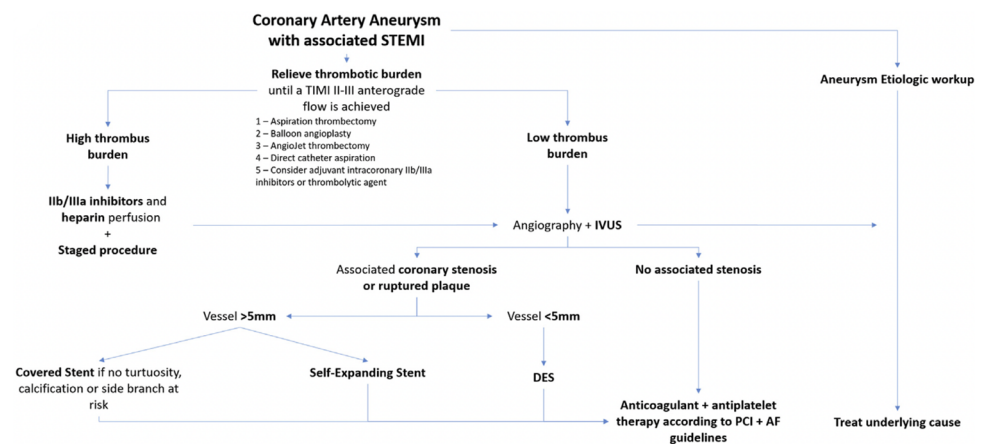 Coronary Artery Aneurysm
with associated STEMI
Relieve thrombotic burden
until a TIMI II-III anterograde
flow is achieved
1 – Aspiration thrombectomy
2 – Balloon angioplasty
3 – AngioJet thrombectomy
4 – Direct catheter aspiration
5 – Consider adjuvant intracoronary IIb/IIIa
inhibitors or thrombolytic agent
Aneurysm Etiologic workup
High thrombus
burden
Low thrombus
burden
IIb/IIIa inhibitors and
heparin perfusion
+
Staged procedure
Angiography + IVUS
Associated coronary stenosis
or ruptured plaque
No associated stenosis
Vessel >5mm
Vessel <5mm
Covered Stent if no turtuosity,
calcification or side branch at
risk
Self-Expanding Stent
DES
Anticoagulant + antiplatelet
therapy according to PCI + AF
guidelines
Treat underlying cause